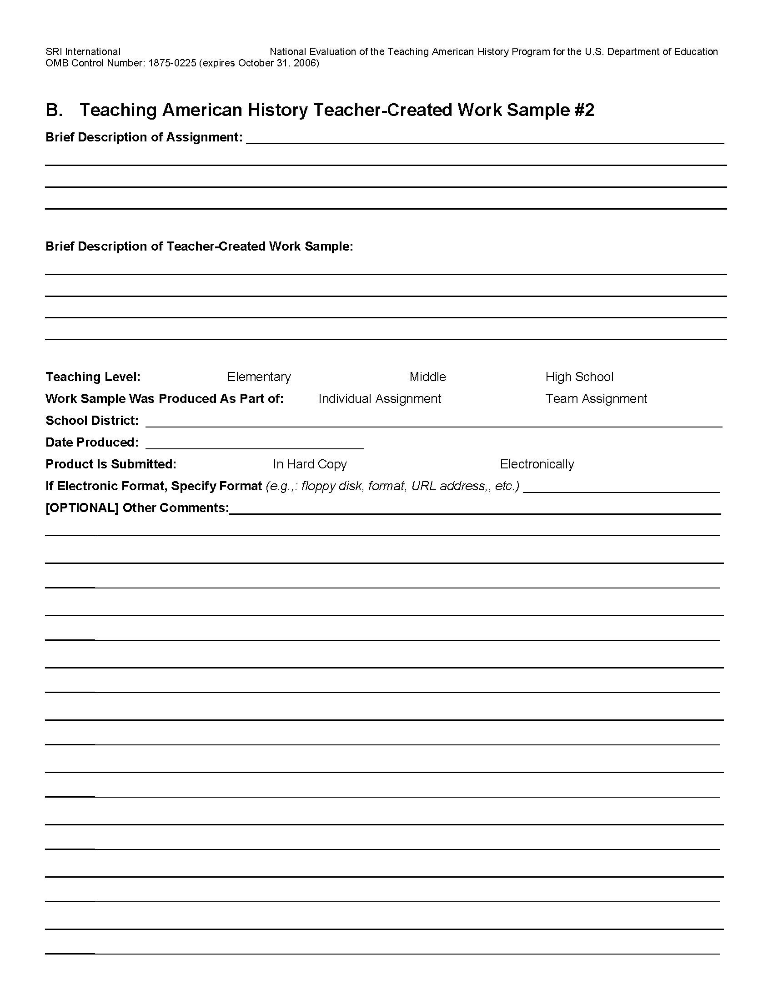 SRI International National Evaluation of the Teaching American History Program for the U.S. Department of Education
OMB Control Number: 1875-0225 (expires October 31, 2006)
B. Teaching American History Teacher-Created Work Sample #2
Brief Description of Assignment:
Brief Description of Teacher-Created Work Sample:
Teaching Level: Elementary Middle High School
Work Sample Was Produced As Part of: Individual Assignment Team Assignment
School District:
Date Produced:
Product Is Submitted: In Hard Copy Electronically
If Electronic Format, Specify Format (e.g.,: floppy disk, format, URL address,, etc.)
[OPTIONAL] Other Comments: